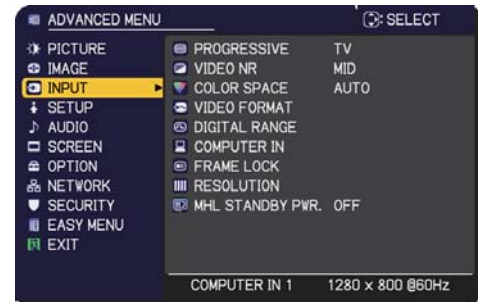 ADVANCED MENU : SELECT
PICTURE
IMAGE
INPUT
SETUP
AUDIO
SCREEN
OPTION
NETWORK
SECURITY
EASY MENU
EXIT
PROGRESSIVE TV
VIDEO NR MID
COLOR SPACE AUTO
VIDEO FORMAT
DIGITAL RANGE
COMPUTER IN
FRAME LOCK
RESOLUTION
MHL STANDBY PWR. OFF
COMPUTER IN 1 1280 x 800 @60Hz